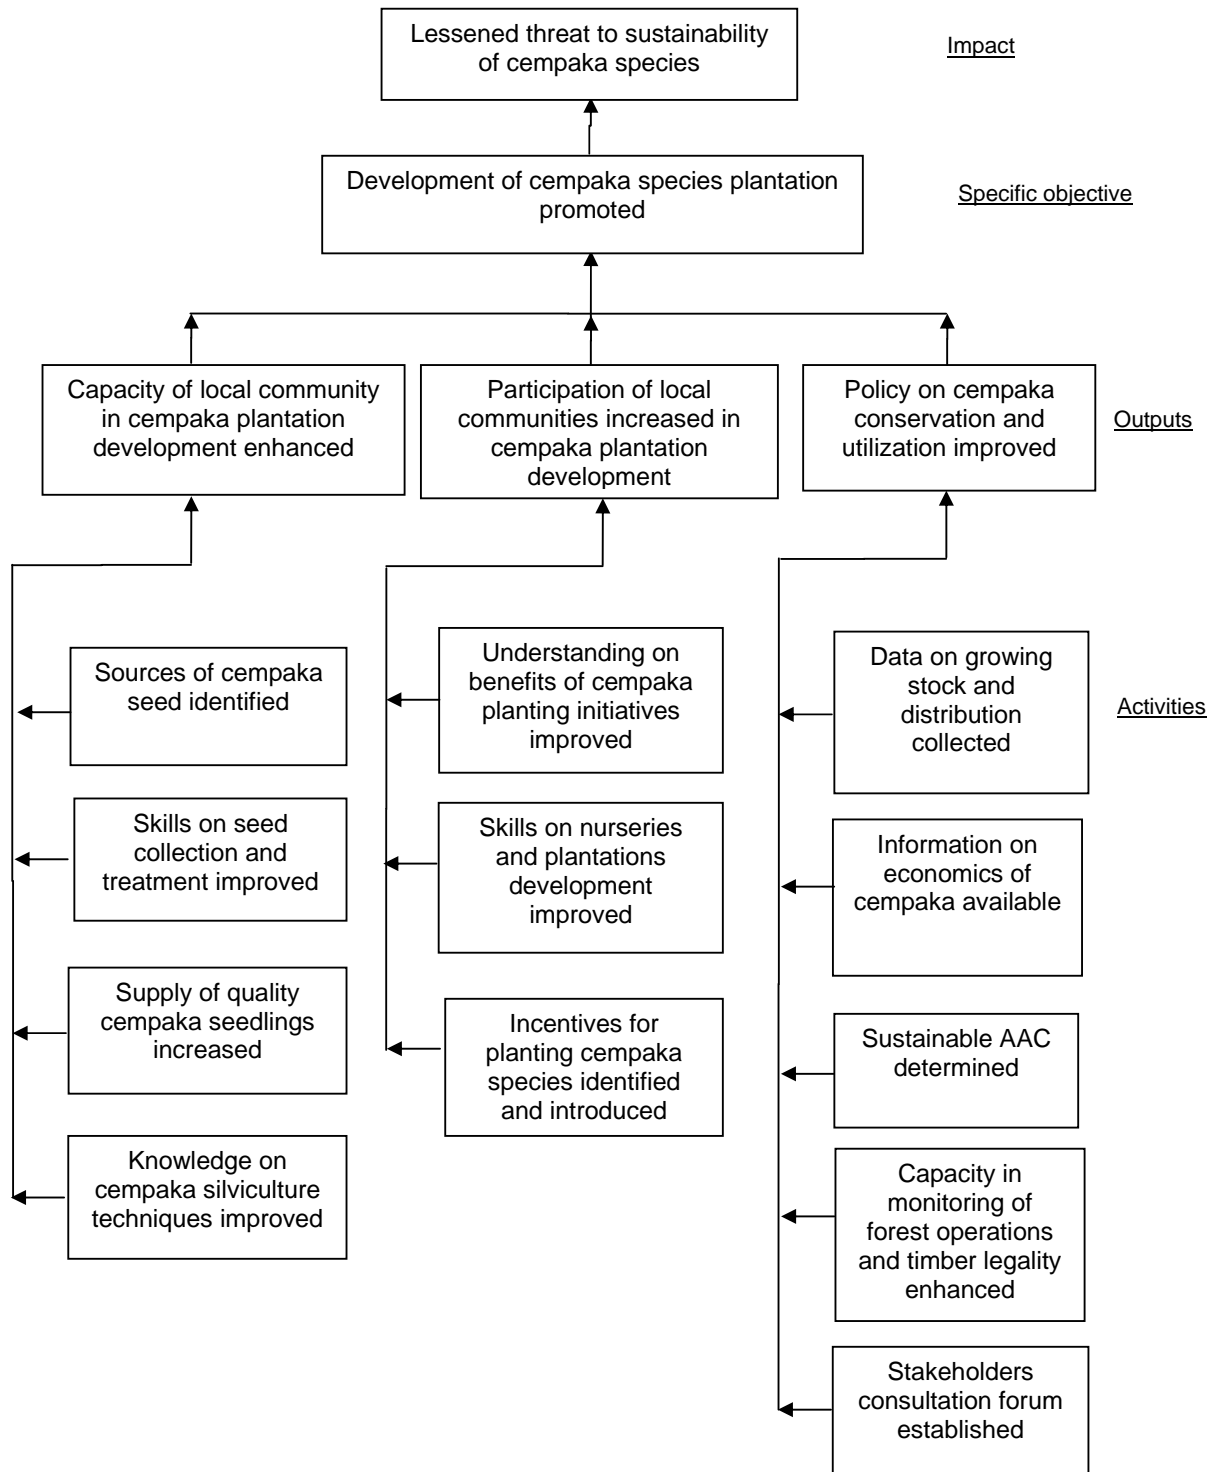 Lessened threat to sustainability
of cempaka species
Impact
Development of cempaka species plantation
promoted
Specific objective
Capacity of local community
in cempaka plantation
development enhanced
Participation of local
communities increased in
cempaka plantation
development
Policy on cempaka
conservation and
utilization improved
Outputs
Sources of cempaka
seed identified
Skills on seed
collection and
treatment improved
Supply of quality
cempaka seedlings
increased
Knowledge on
cempaka silviculture
techniques improved
Understanding on
benefits of cempaka
planting initiatives
improved
Skills on nurseries
and plantations
development
improved
Incentives for
planting cempaka
species identified
and introduced
Data on growing
stock and
distribution
collected
Information on
economics of
cempaka available
Sustainable AAC
determined
Capacity in
monitoring of
forest operations
and timber legality
enhanced
Stakeholders
consultation forum
established
Activities